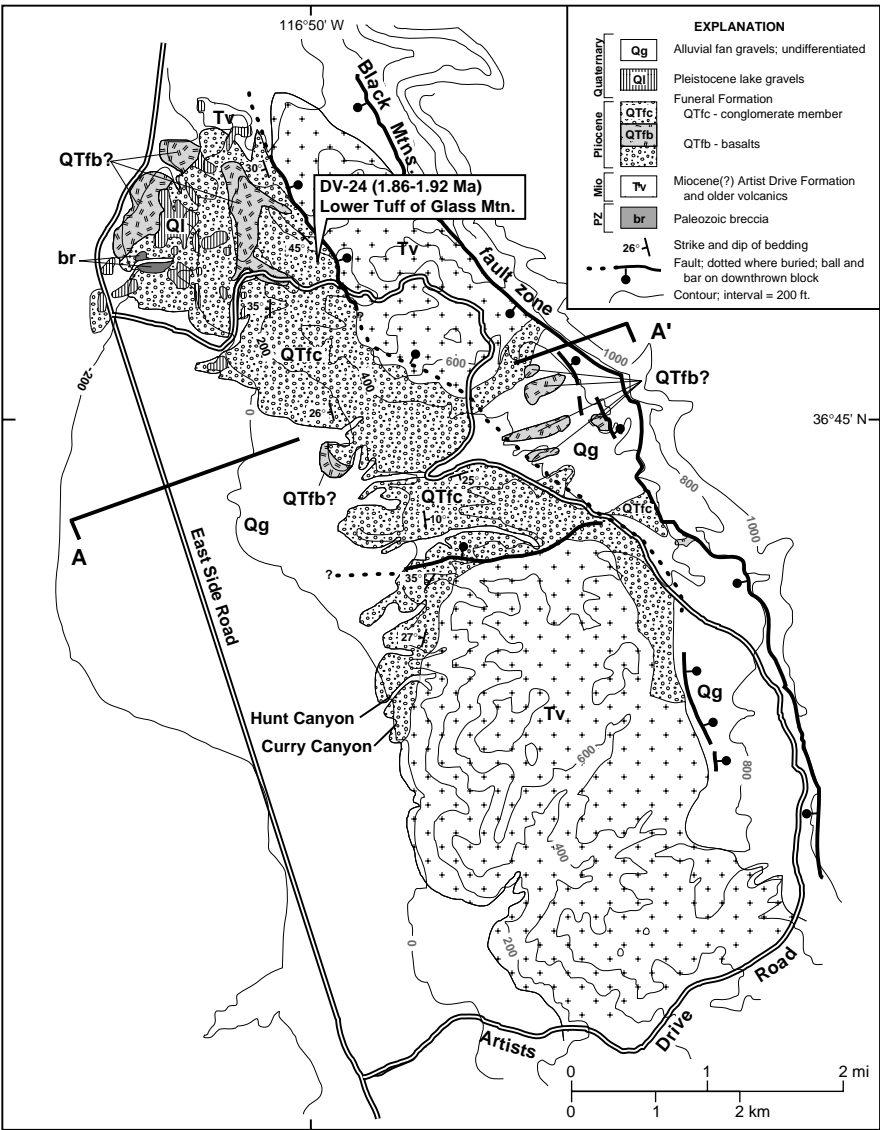 116°50' W
EXPLANATION
Quaternary
Qg
Alluvial fan gravels; undifferentiated
Ql
Pleistocene lake gravels
Pliocene
Funeral Formation
QTfc
QTfc - conglomerate member
QTfb
QTfb - basalts
Mio
Tv
Miocene(?) Artist Drive Formation
and older volcanics
PZ
br
Paleozoic breccia
26°
Strike and dip of bedding
Fault; dotted where buried; ball and
bar on downthrown block
Contour; interval = 200 ft.
Black Mtns.
fault zone
Tv
QTfb?
30
DV-24 (1.86-1.92 Ma)
Lower Tuff of Glass Mtn.
Ql
45
Tv
br
35
?
200
QTfc
400
600
A'
1000
QTfb?
-200
0
26
36°45' N
Qg
QTfb?
25
QTfc
10
QTfc
800
1000
A
Qg
East Side Road
?
35
27°
Hunt Canyon
Curry Canyon
Tv
Qg
600
800
400
0
200
Artists
Drive
Road
0
1
2 mi
0
1
2 km